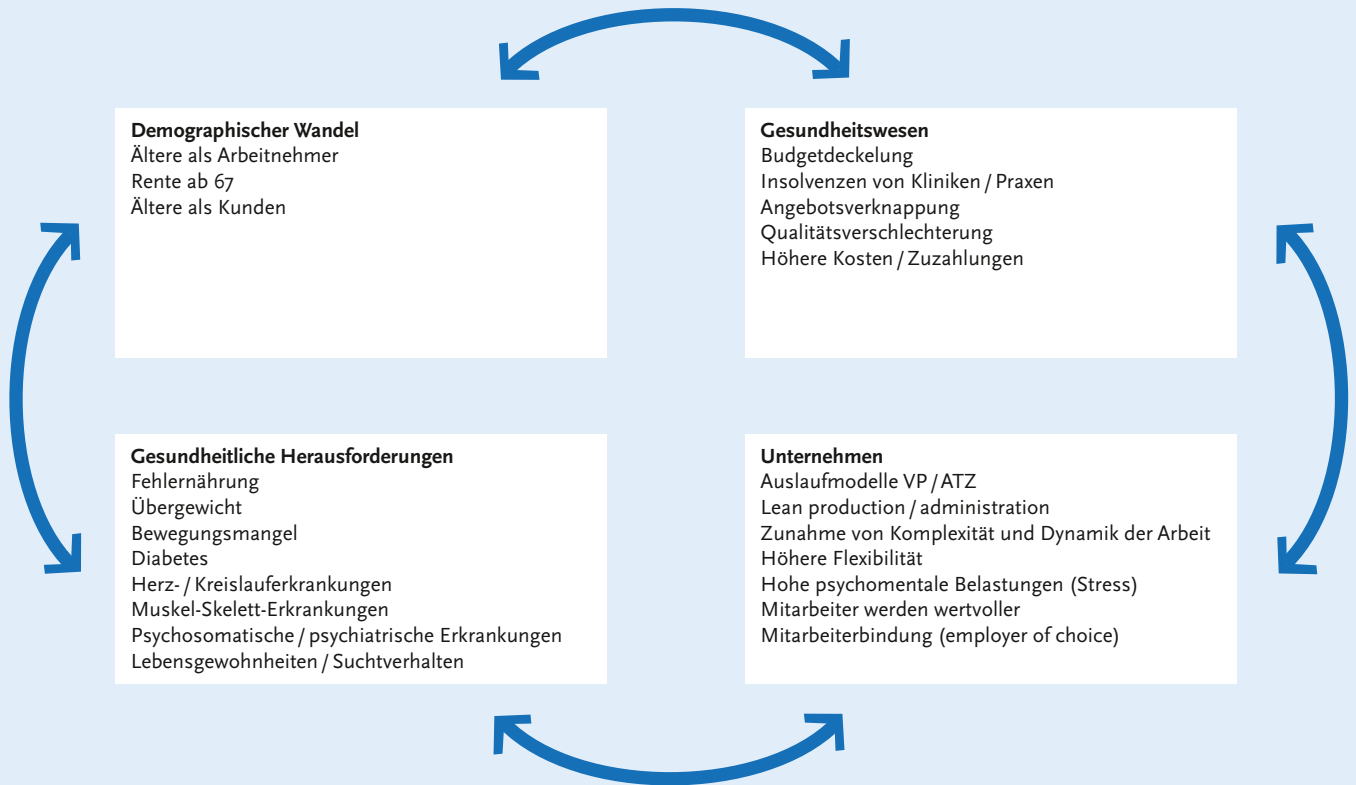 Demographischer Wandel
Ältere als Arbeitnehmer
Rente ab 67
Ältere als Kunden
Gesundheitswesen
Budgetdeckelung
Insolvenzen von Kliniken / Praxen
Angebotsverknappung
Qualitätsverschlechterung
Höhere Kosten / Zuzahlungen
Gesundheitliche Herausforderungen
Fehlernährung
Übergewicht
Bewegungsmangel
Diabetes
Herz- / Kreislauferkrankungen
Muskel-Skelett-Erkrankungen
Psychosomatische / psychiatrische Erkrankungen
Lebensgewohnheiten / Suchtverhalten
Unternehmen
Auslaufmodelle VP / ATZ
Lean production / administration
Zunahme von Komplexität und Dynamik der Arbeit
Höhere Flexibilität
Hohe psychomentale Belastungen (Stress)
Mitarbeiter werden wertvoller
Mitarbeiterbindung (employer of choice)